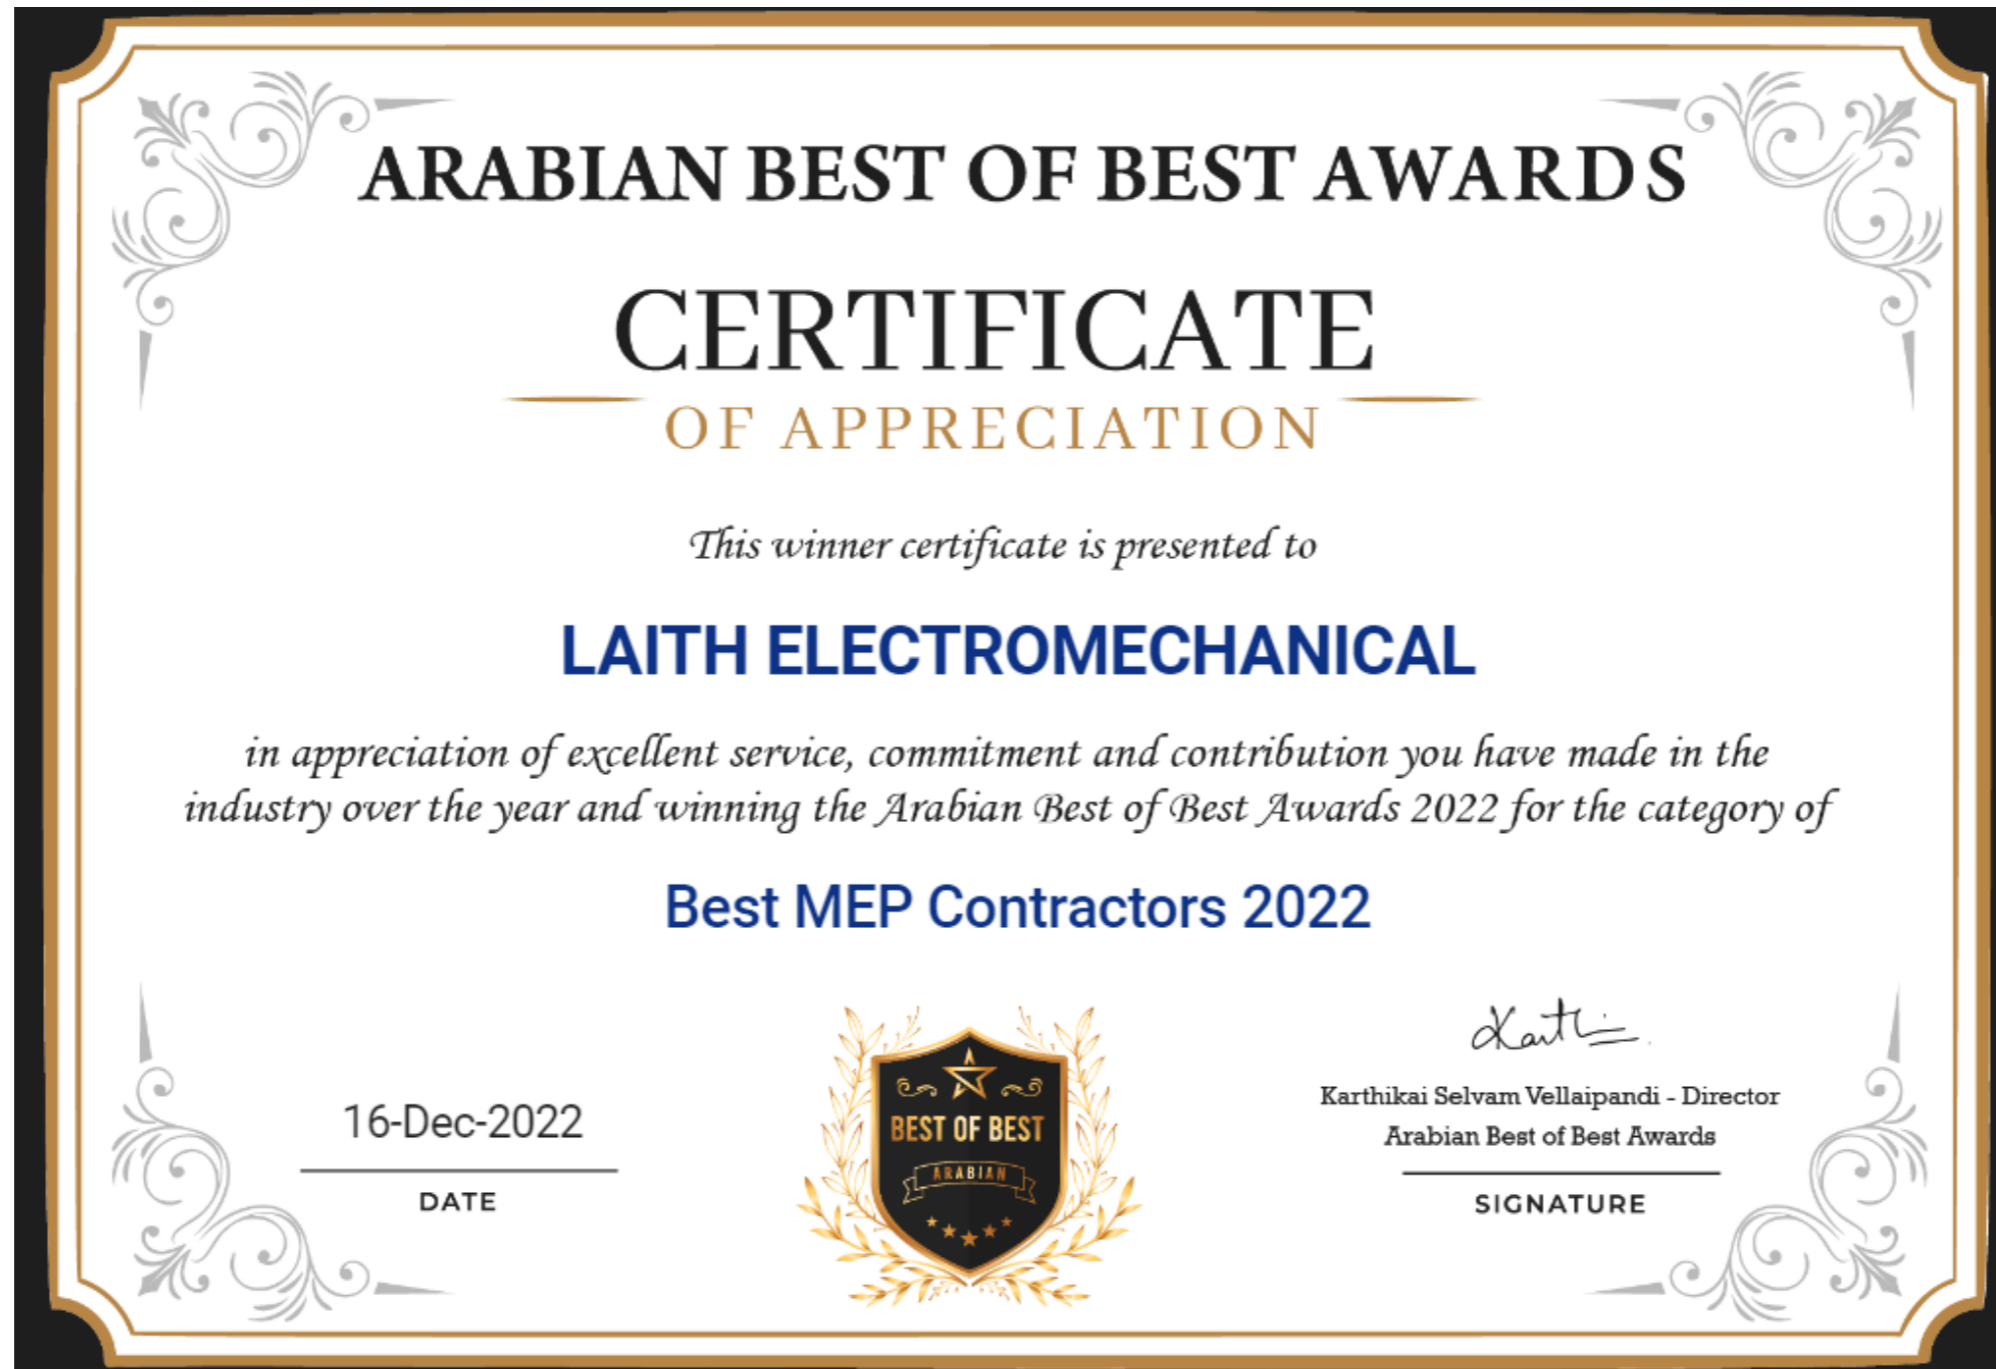 ARABIAN BEST OF BEST AWARDS
CERTIFICATE
OF APPRECIATION
This winner certificate is presented to
LAITH ELECTROMECHANICAL
in appreciation of excellent service, commitment and contribution you have made in the
industry over the year and winning the Arabian Best of Best Awards 2022 for the category of
Best MEP Contractors 2022
16-Dec-2022
DATE
BEST OF BEST
ARABIAN
Karthi
Karthikai Selvam Vellaipandi - Director
Arabian Best of Best Awards
SIGNATURE